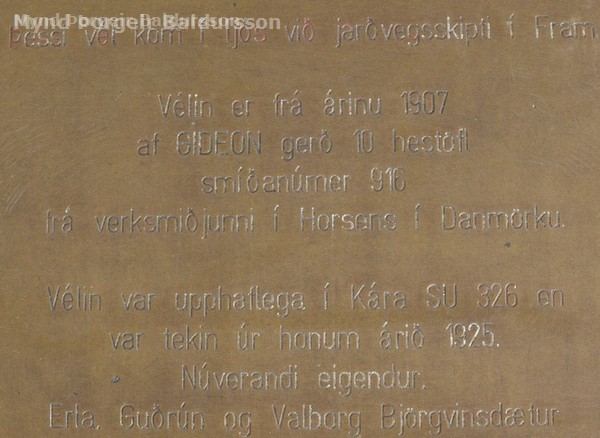 Mynd Þorgeir Baldursson
Þessi vél kom í ljós við jarðvegsskipti í Fram
Vélin er frá árinu 1907
af GIDEON gerð 10 hestöfl
smíðanúmer 916
frá verksmiðjunni í Horsens í Danmörku.
Vélin var upphaflega í Kára SU 326 en
var tekin úr honum árið 1925.
Núverandi eigendur.
Erla, Guðrún og Valborg Björgvinsdætur